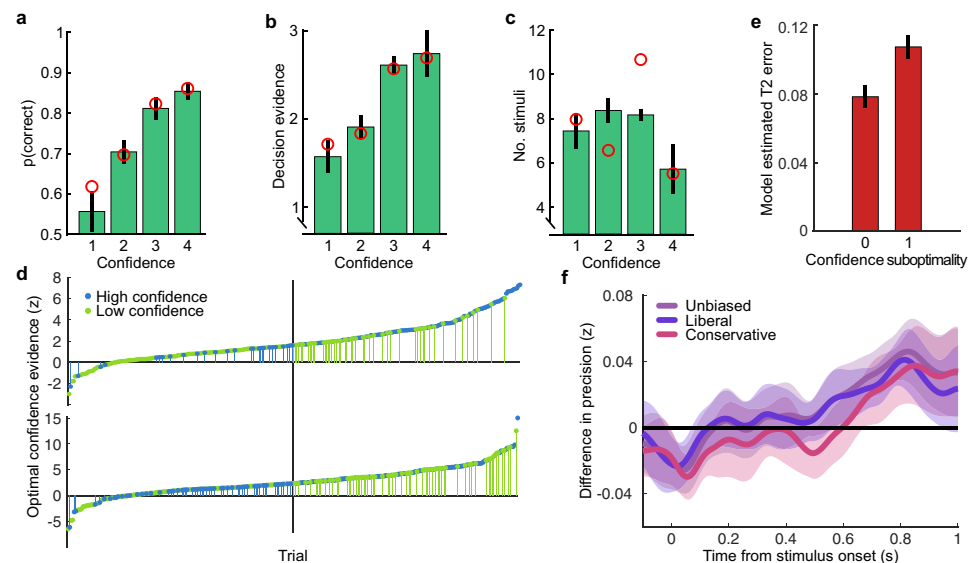 a
1
0.9
0.8
0.7
0.6
0.5
p(correct)
1 2 3 4
Confidence
b
3
2
1
Decision evidence
1 2 3 4
Confidence
c
12
10
8
6
4
No. stimuli
1 2 3 4
Confidence
e
0.12
0.08
0.04
0
Model estimated T2 error
0 1
Confidence suboptimality
d
8
6
4
2
0
-2
High confidence
Low confidence
15
10
5
0
-5
Optimal confidence evidence (z)
Trial
f
0.08
0.04
0
-0.04
Difference in precision (z)
Unbiased
Liberal
Conservative
0 0.2 0.4 0.6 0.8 1
Time from stimulus onset (s)